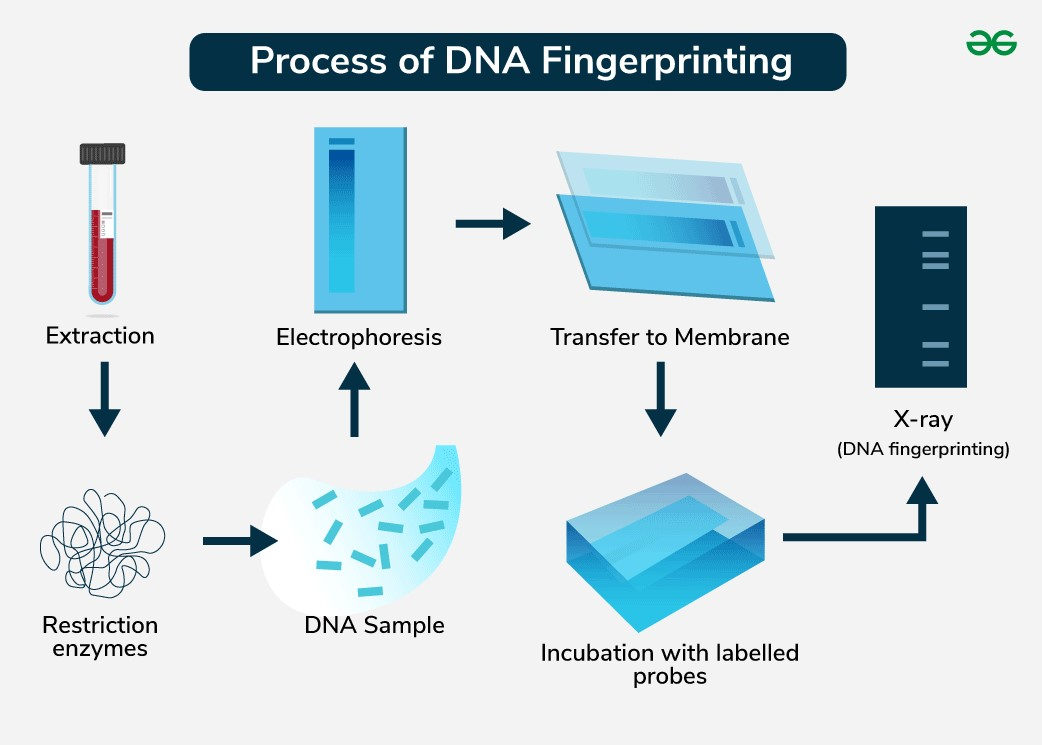 Process of DNA Fingerprinting
Extraction
Electrophoresis
Transfer to Membrane
X-ray
(DNA fingerprinting)
Restriction
enzymes
DNA Sample
Incubation with labelled
probes